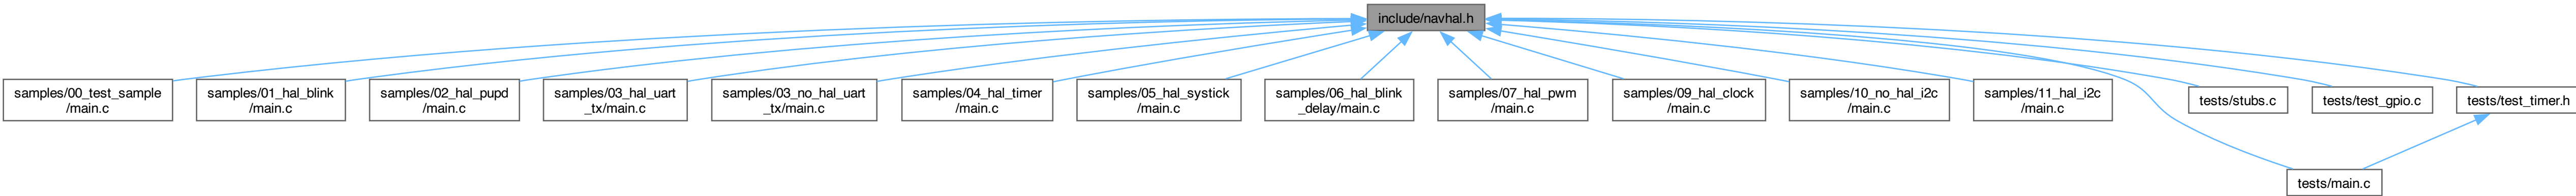 include/navhal.h
samples/00_test_sample
/main.c
samples/01_hal_blink
/main.c
samples/02_hal_pupd
/main.c
samples/03_hal_uart
_tx/main.c
samples/03_no_hal_uart
_tx/main.c
samples/04_hal_timer
/main.c
samples/05_hal_systick
/main.c
samples/06_hal_blink
_delay/main.c
samples/07_hal_pwm
/main.c
samples/09_hal_clock
/main.c
samples/10_no_hal_i2c
/main.c
samples/11_hal_i2c
/main.c
tests/stubs.c
tests/test_gpio.c
tests/test_timer.h
tests/main.c